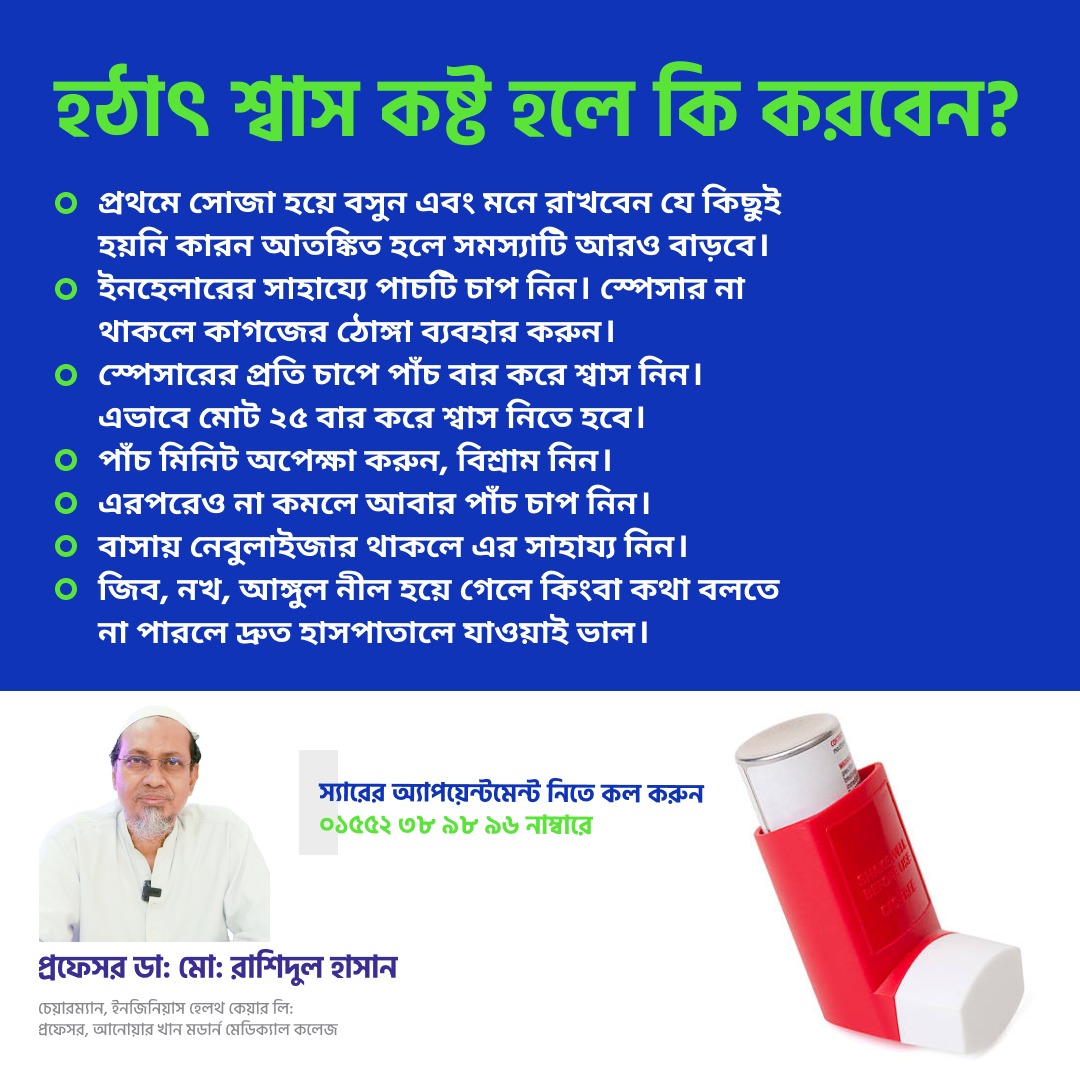 হঠাৎ শ্বাস কষ্ট হলে কি করবেন?
প্রথমে সোজা হয়ে বসুন এবং মনে রাখবেন যে কিছুই
হয়নি কারন আতঙ্কিত হলে সমস্যাটি আরও বাড়বে।
ইনহেলারের সাহায্যে পাচটি চাপ নিন। স্পেসার না
থাকলে কাগজের ঠোঙ্গা ব্যবহার করুন।
স্পেসারের প্রতি চাপে পাঁচ বার করে শ্বাস নিন।
এভাবে মোট ২৫ বার করে শ্বাস নিতে হবে।
পাঁচ মিনিট অপেক্ষা করুন, বিশ্রাম নিন।
এরপরেও না কমলে আবার পাঁচ চাপ নিন।
বাসায় নেবুলাইজার থাকলে এর সাহায্য নিন।
জিব, নখ, আঙ্গুল নীল হয়ে গেলে কিংবা কথা বলতে
না পারলে দ্রুত হাসপাতালে যাওয়াই ভাল।
স্যারের অ্যাপয়েন্টমেন্ট নিতে কল করুন
০১৫৫২ ৩৮ ৯৮ ৯৬ নাম্বারে
প্রফেসর ডা: মো: রাশিদুল হাসান
চেয়ারম্যান, ইনজিনিয়াস হেলথ কেয়ার লি:
প্রফেসর, আনোয়ার খান মডার্ন মেডিক্যাল কলেজ